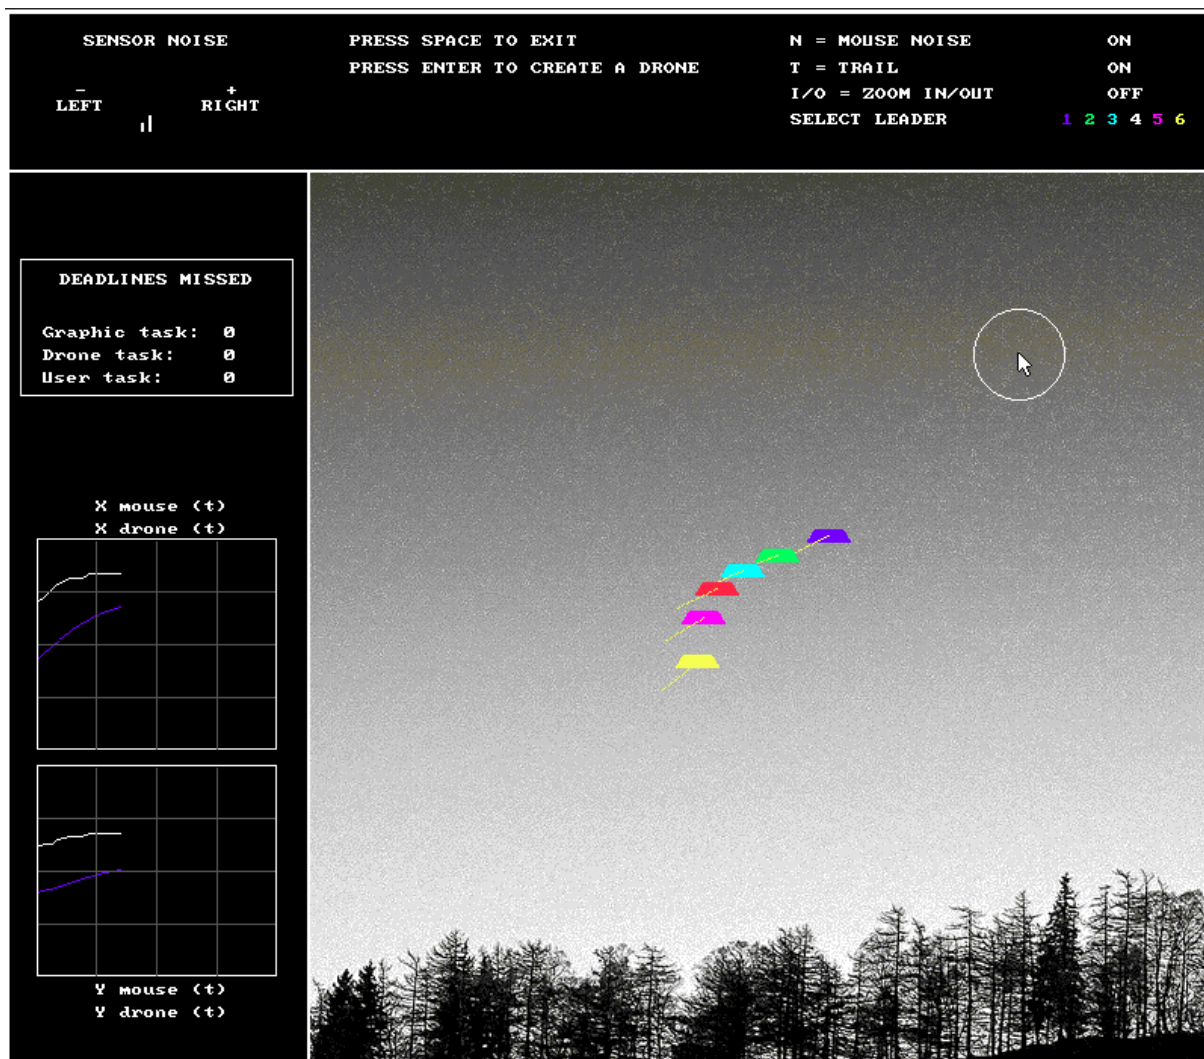 SENSOR NOISE
- +
LEFT RIGHT
PRESS SPACE TO EXIT
PRESS ENTER TO CREATE A DRONE
N = MOUSE NOISE ON
T = TRAIL ON
I/O = ZOOM IN/OUT OFF
SELECT LEADER 1 2 3 4 5 6
DEADLINES MISSED
Graphic task: 0
Drone task: 0
User task: 0
X mouse (t)
X drone (t)
Y mouse (t)
Y drone (t)